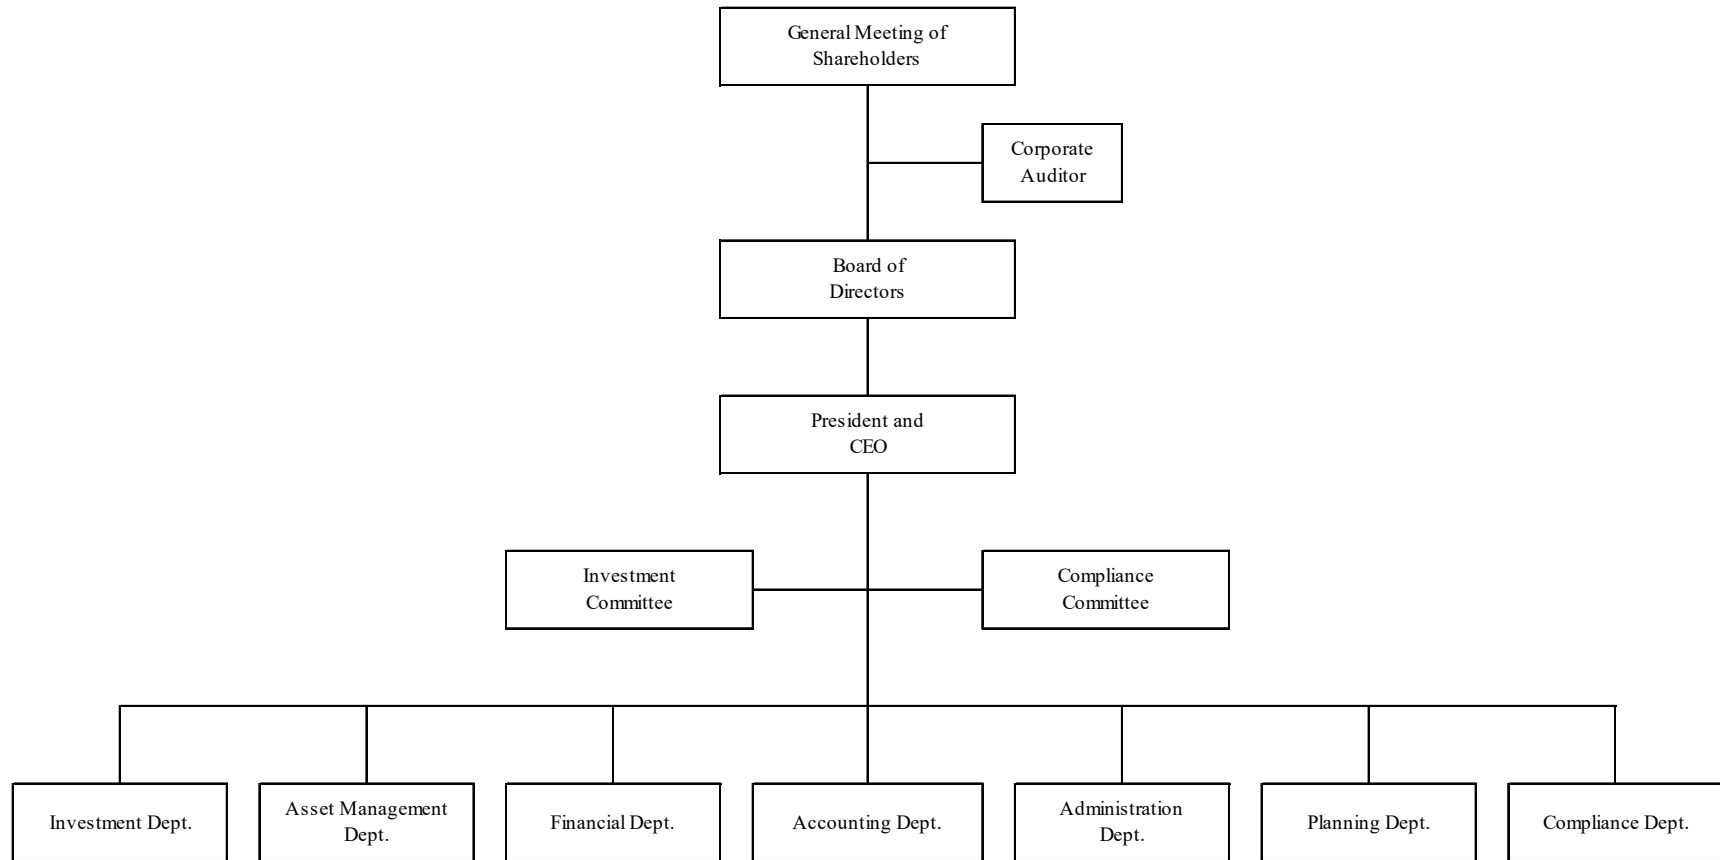 General Meeting of
Shareholders
Corporate
Auditor
Board of
Directors
President and
CEO
Investment
Committee
Compliance
Committee
Investment Dept.
Asset Management
Dept.
Financial Dept.
Accounting Dept.
Administration
Dept.
Planning Dept.
Compliance Dept.